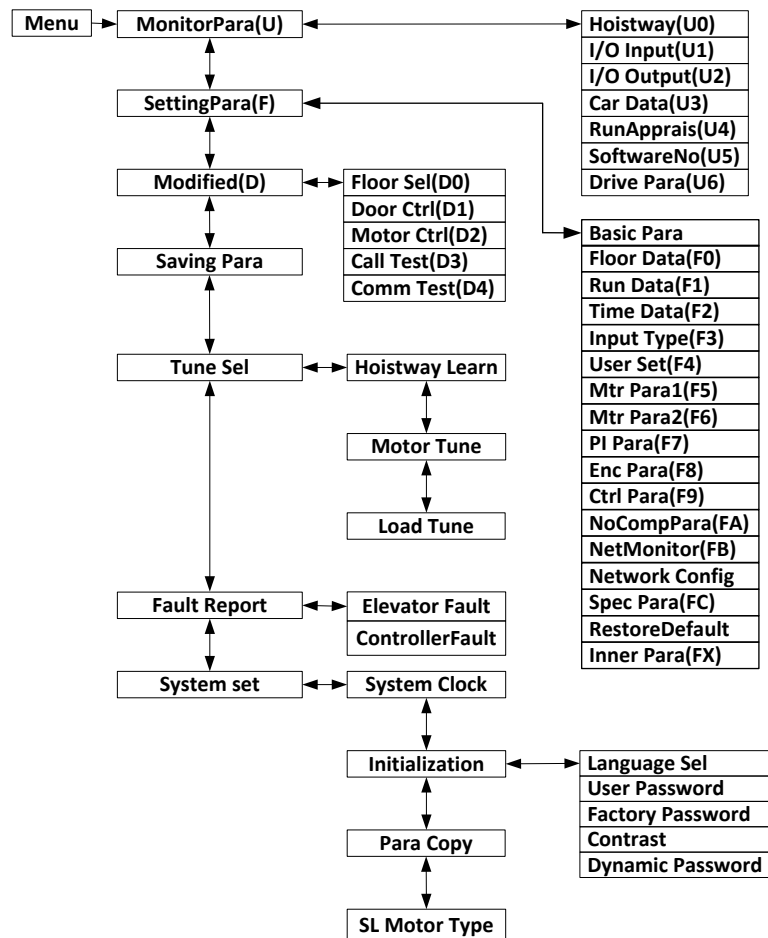 Menu
MonitorPara(U)
Hoistway(U0)
I/O Input(U1)
I/O Output(U2)
Car Data(U3)
RunApprais(U4)
SoftwareNo(U5)
Drive Para(U6)
SettingPara(F)
Basic Para
Floor Data(F0)
Run Data(F1)
Time Data(F2)
Input Type(F3)
User Set(F4)
Mtr Para1(F5)
Mtr Para2(F6)
PI Para(F7)
Enc Para(F8)
Ctrl Para(F9)
NoCompPara(FA)
NetMonitor(FB)
Network Config
Spec Para(FC)
RestoreDefault
Inner Para(FX)
Modified(D)
Floor Sel(D0)
Door Ctrl(D1)
Motor Ctrl(D2)
Call Test(D3)
Comm Test(D4)
Saving Para
Tune Sel
Hoistway Learn
Motor Tune
Load Tune
Fault Report
Elevator Fault
ControllerFault
System set
System Clock
Initialization
Language Sel
User Password
Factory Password
Contrast
Dynamic Password
Para Copy
SL Motor Type